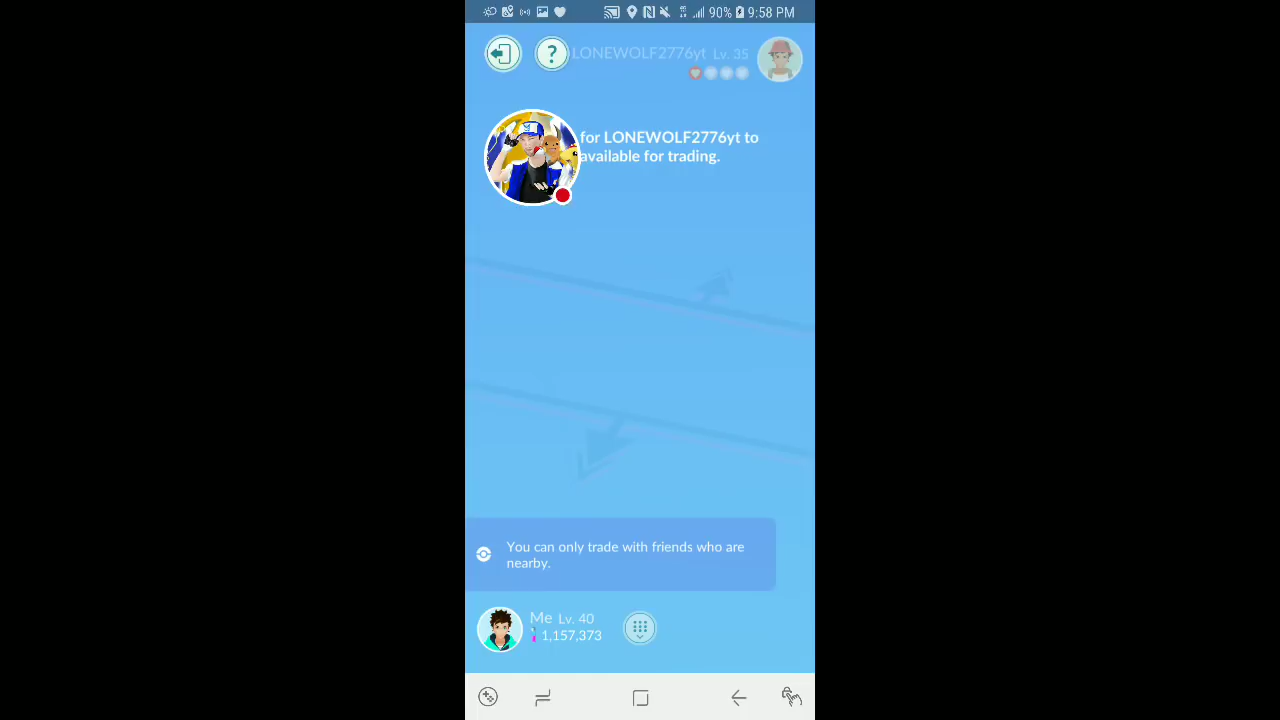 90% 9:58 PM
? LONEWOLF2776yt Lv. 35
for LONEWOLF2776yt to
available for trading.
You can only trade with friends who are
nearby.
Me Lv. 40
1,157,373